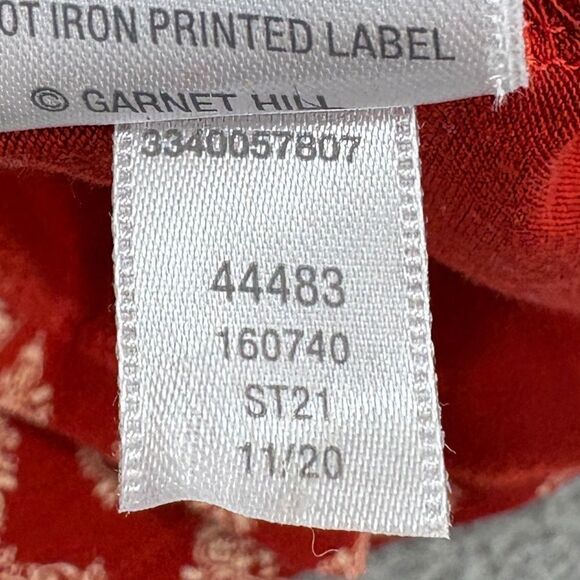 OT IRON PRINTED LABEL
© GARNET HILL
3340057807
44483
160740
ST21
11/20